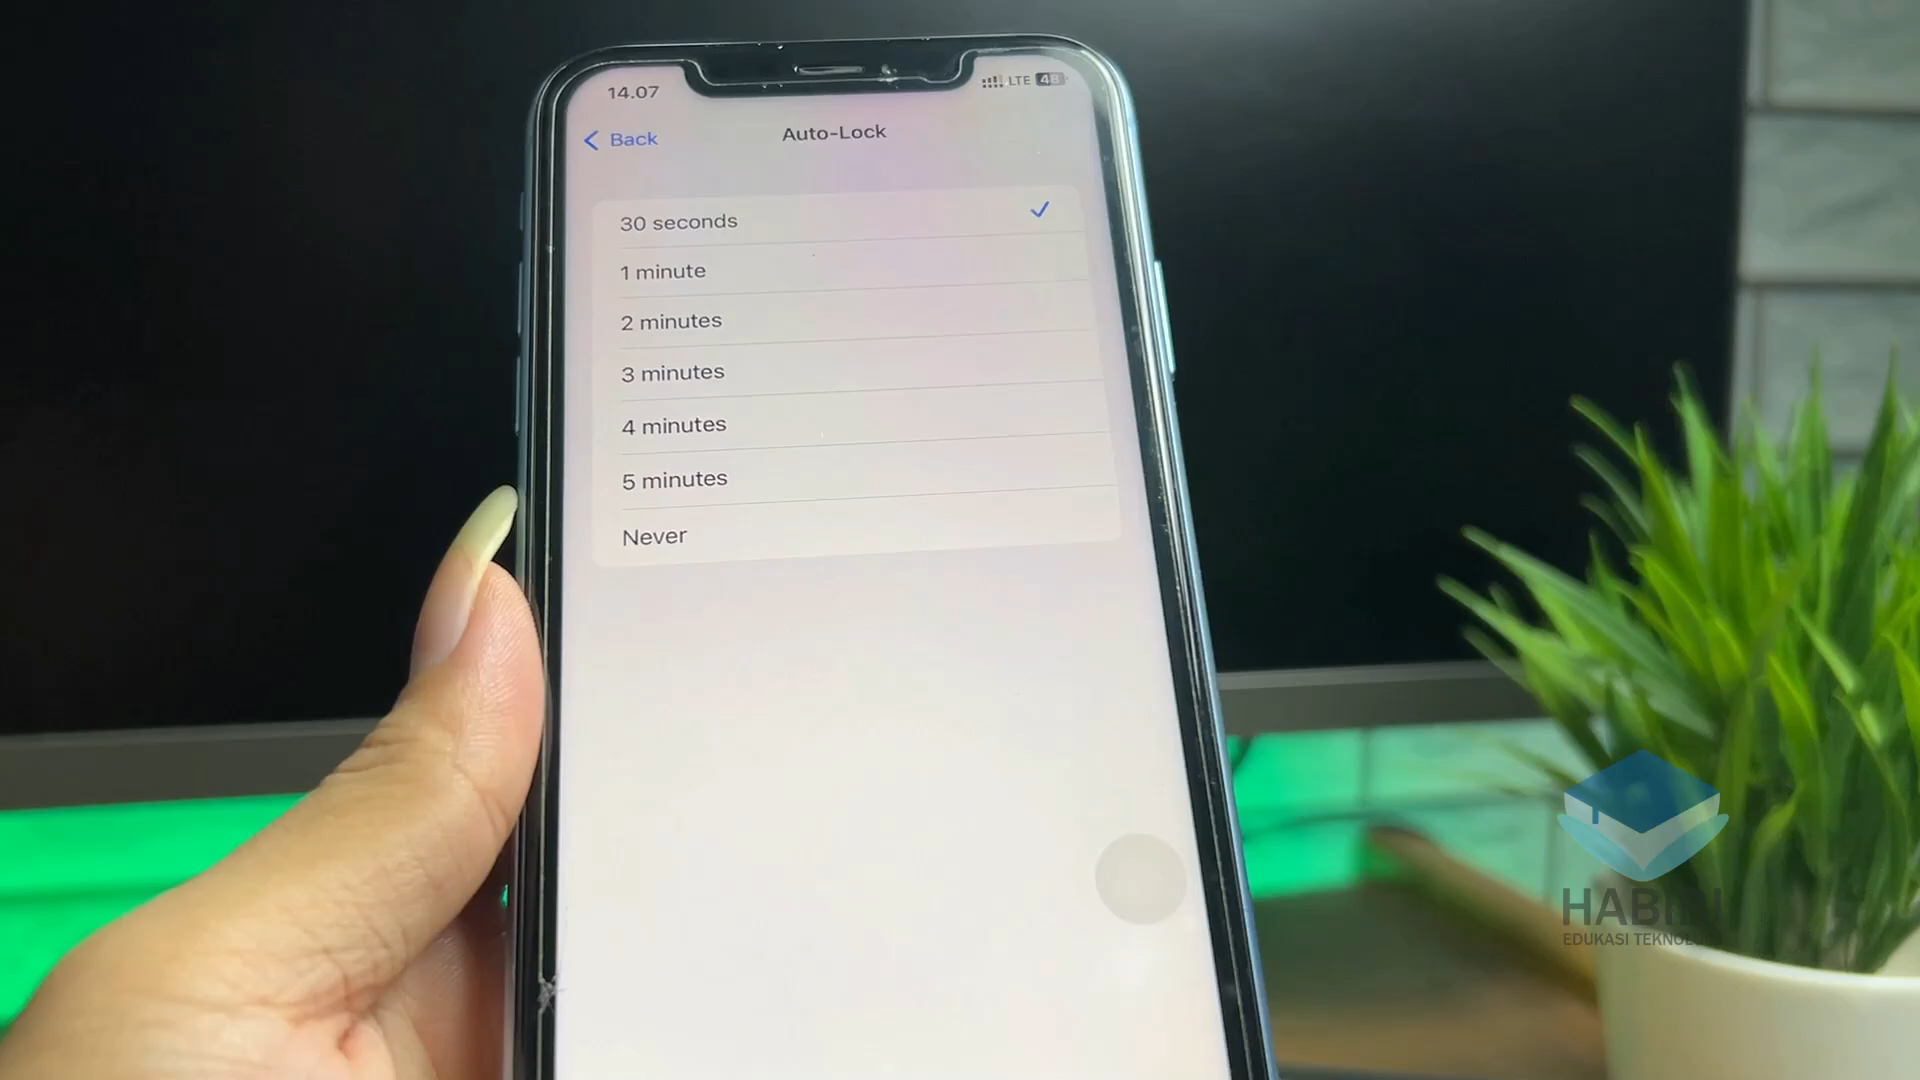 14.07
LTE 48
Back
Auto-Lock
30 seconds
1 minute
2 minutes
3 minutes
4 minutes
5 minutes
Never
EDUKASI